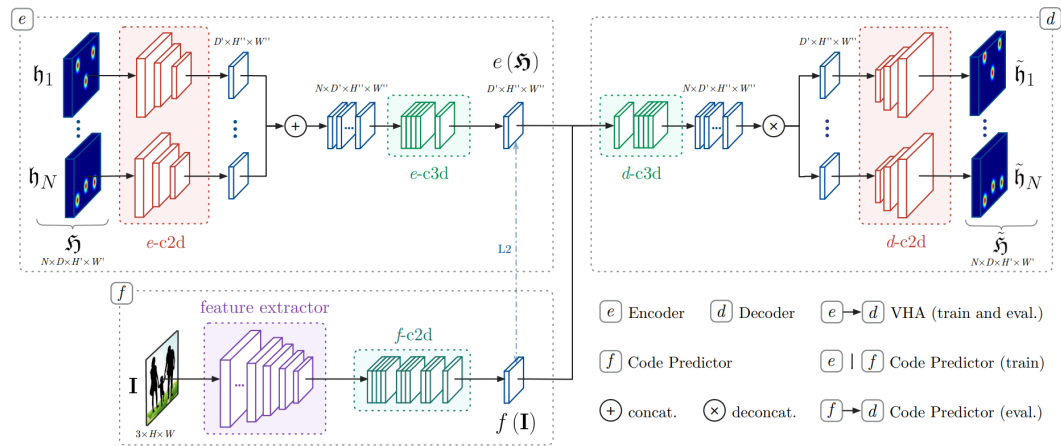 e
d
D'×H''×W''
𝔥1
e(𝕳)
N×D'×H''×W''
D'×H''×W''
+
...
e-c3d
𝔥N
𝕳
N×D×H'×W'
e-c2d
N×D'×H''×W''
D'×H''×W''
𝔥̃1
...
×
d-c3d
𝔥̃N
d-c2d
𝕳̃
N×D×H'×W'
L2
f
feature extractor
f-c2d
I
...
3×H×W
f(I)
e Encoder d Decoder e → d VHA (train and eval.)
f Code Predictor e | f Code Predictor (train)
+ concat. × deconcat. f → d Code Predictor (eval.)